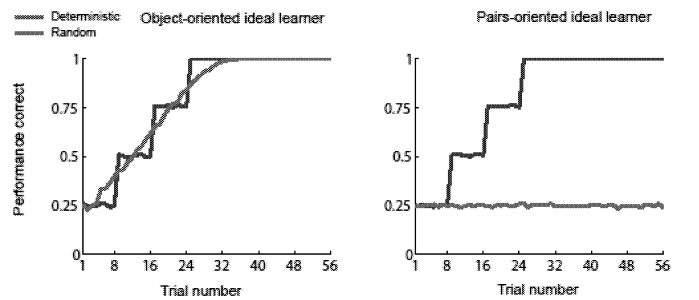 Deterministic
Random
Object-oriented ideal learner
Pairs-oriented ideal learner
Performance correct
1
0.75
0.5
0.25
0
1 8 16 24 32 40 48 56
Trial number
1
0.75
0.5
0.25
0
1 8 16 24 32 40 48 56
Trial number